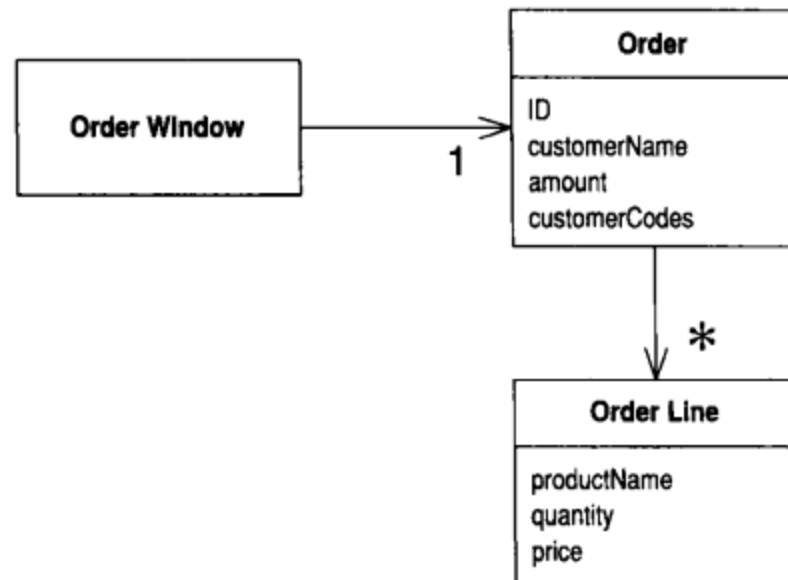 Order
Order Window
ID
customerName
1
amount
customerCodes
*
Order Line
productName
quantity
price